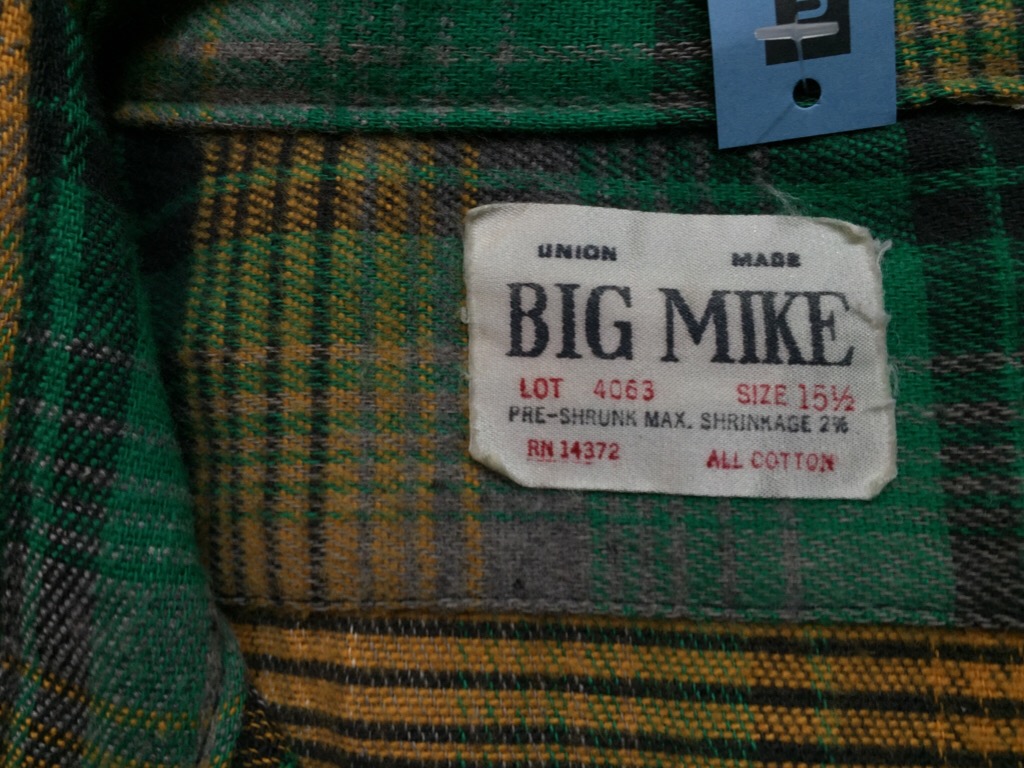 UNION MADE
BIG MIKE
LOT 4063 SIZE 15½
PRE-SHRUNK MAX. SHRINKAGE 2%
RN 14372 ALL COTTON